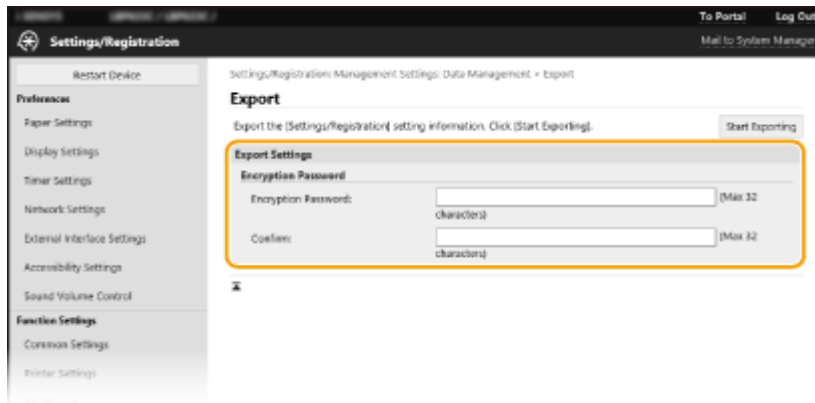 To Portal Log Out
Settings/Registration
Mail to System Manager
Restart Device
Preferences
Paper Settings
Display Settings
Timer Settings
Network Settings
External Interface Settings
Accessibility Settings
Sound Volume Control
Function Settings
Common Settings
Printer Settings
Settings/Registration: Management Settings: Data Management > Export
Export
Export the [Settings/Registration] setting information. Click [Start Exporting].
Start Exporting
Export Settings
Encryption Password
Encryption Password:
(Max 32
characters)
Confirm:
(Max 32
characters)